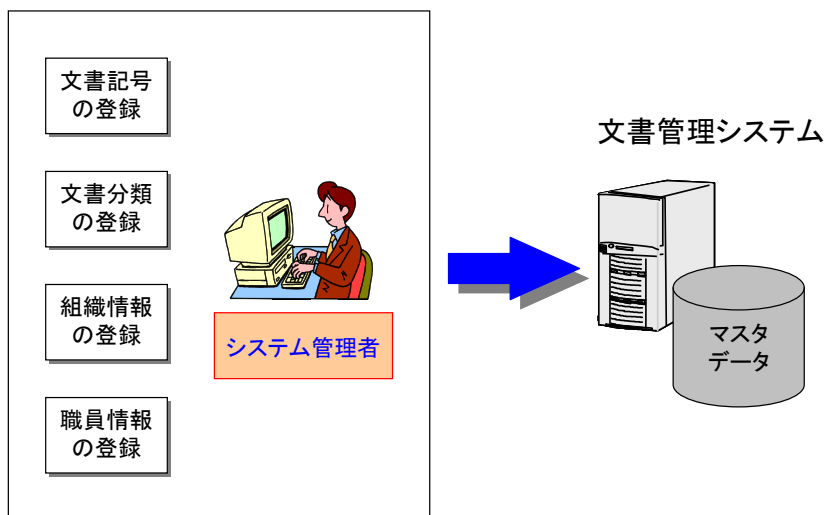 文書記号
の登録
文書分類
の登録
組織情報
の登録
職員情報
の登録
システム管理者
文書管理システム
マスタ
データ